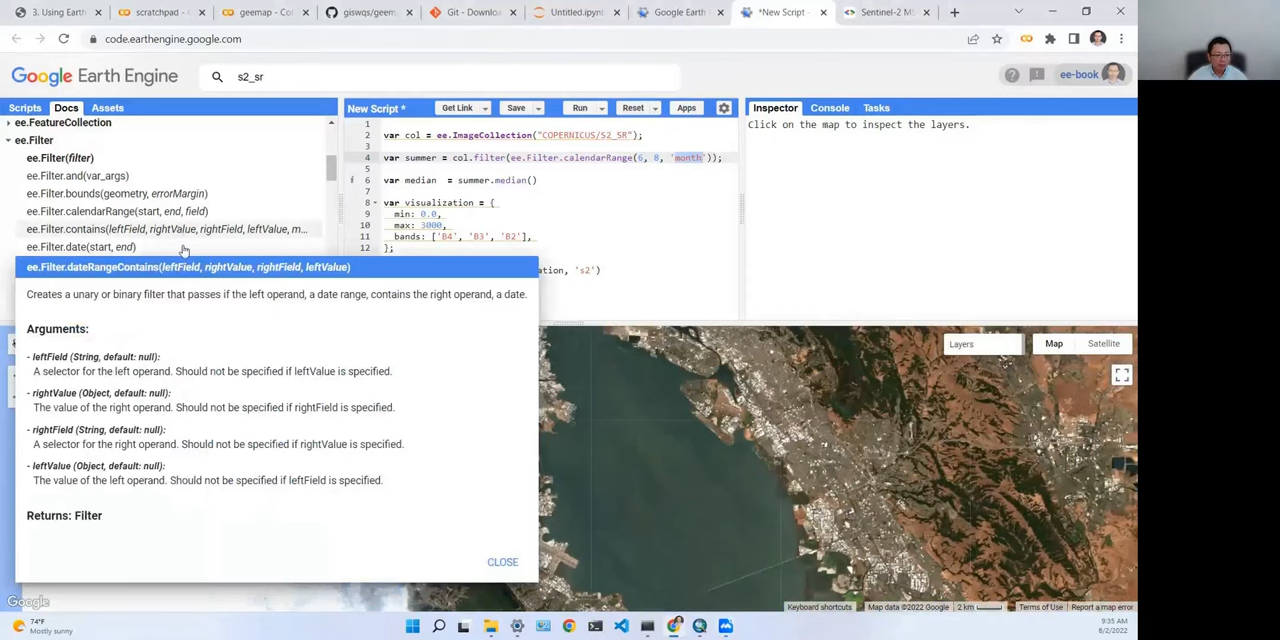 3. Using Earth
scratchpad - C
geemap - Col
giswqs/geem
Git - Downloa
Untitled.ipynb
Google Earth
*New Script -
Sentinel-2 MS
code.earthengine.google.com
Google Earth Engine
s2_sr
ee-book
Scripts
Docs
Assets
New Script *
Get Link
Save
Run
Reset
Apps
Inspector
Console
Tasks
ee.FeatureCollection
ee.Filter
ee.Filter(filter)
ee.Filter.and(var_args)
ee.Filter.bounds(geometry, errorMargin)
ee.Filter.calendarRange(start, end, field)
ee.Filter.contains(leftField, rightValue, rightField, leftValue, m...
ee.Filter.date(start, end)
ee.Filter.dateRangeContains(leftField, rightValue, rightField, leftValue)
Creates a unary or binary filter that passes if the left operand, a date range, contains the right operand, a date.
Arguments:
- leftField (String, default: null):
A selector for the left operand. Should not be specified if leftValue is specified.
- rightValue (Object, default: null):
The value of the right operand. Should not be specified if rightField is specified.
- rightField (String, default: null):
A selector for the right operand. Should not be specified if rightValue is specified.
- leftValue (Object, default: null):
The value of the left operand. Should not be specified if leftField is specified.
Returns: Filter
CLOSE
1
2 var col = ee.ImageCollection("COPERNICUS/S2_SR");
3
4 var summer = col.filter(ee.Filter.calendarRange(6, 8, 'month'));
5
i 6 var median = summer.median()
7
8 var visualization = {
9 min: 0.0,
10 max: 3000,
11 bands: ['B4', 'B3', 'B2'],
12 };
ation, 's2')
Click on the map to inspect the layers.
Layers
Map
Satellite
Google
Keyboard shortcuts
Map data ©2022 Google
2 km
Terms of Use
Report a map error
74°F
Mostly sunny
9:35 AM
8/2/2022